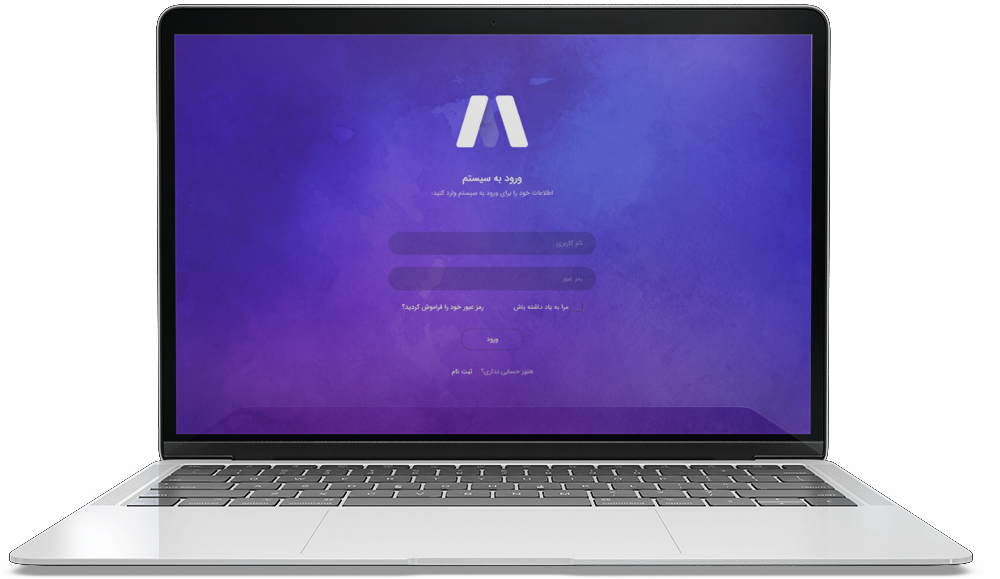 ورود به سیستم
اطلاعات خود را برای ورود به سیستم وارد کنید:
نام کاربری
رمز عبور
مرا به یاد داشته باش رمز عبور خود را فراموش کردید؟
ورود
هنوز حسابی نداری؟ ثبت نام